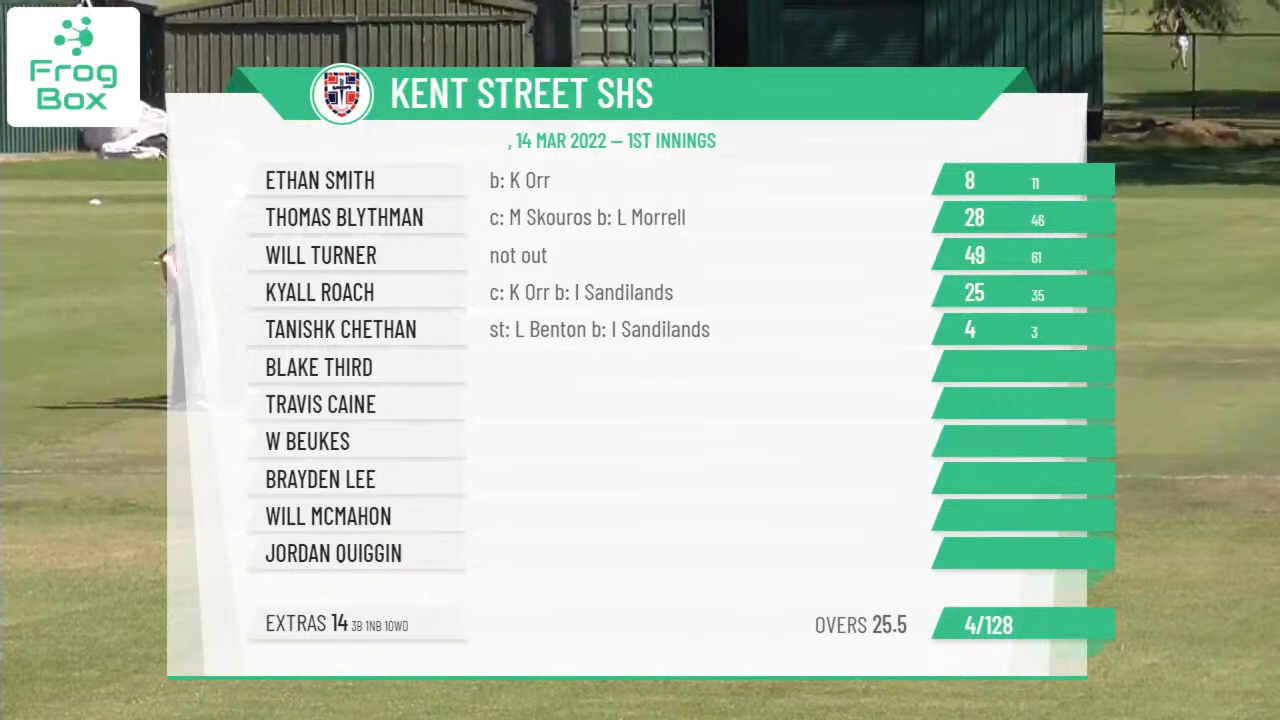 Frog
Box
KENT STREET SHS
, 14 MAR 2022 – 1ST INNINGS
ETHAN SMITH b: K Orr 8 11
THOMAS BLYTHMAN c: M Skouros b: L Morrell 28 46
WILL TURNER not out 49 61
KYALL ROACH c: K Orr b: I Sandilands 25 35
TANISHK CHETHAN st: L Benton b: I Sandilands 4 3
BLAKE THIRD
TRAVIS CAINE
W BEUKES
BRAYDEN LEE
WILL MCMAHON
JORDAN QUIGGIN
EXTRAS 14 3B 1NB 10WD OVERS 25.5 4/128